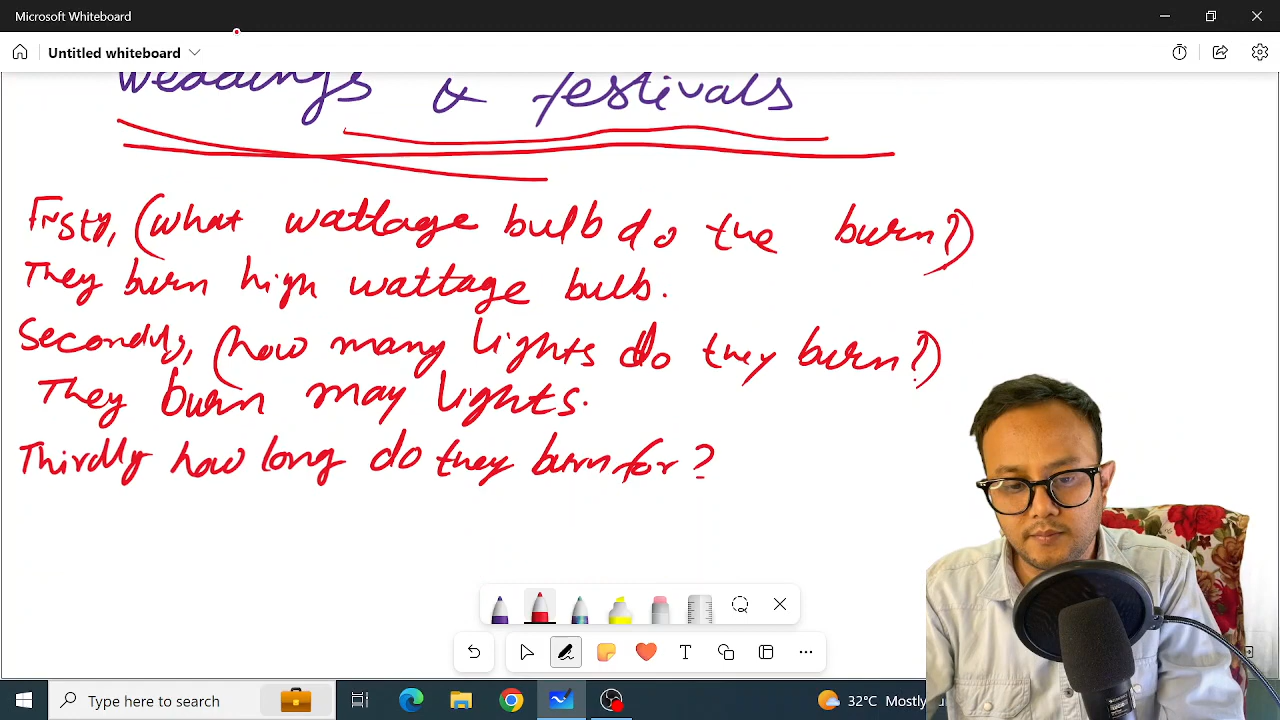 Microsoft Whiteboard
Untitled whiteboard
weddings & festivals
Firstly, (what wattage bulb do the burn?)
They burn high wattage bulb.
Secondly, (how many lights do they burn?)
They burn may lights.
Thirdly how long do they burn for?
Type here to search
32°C Mostly